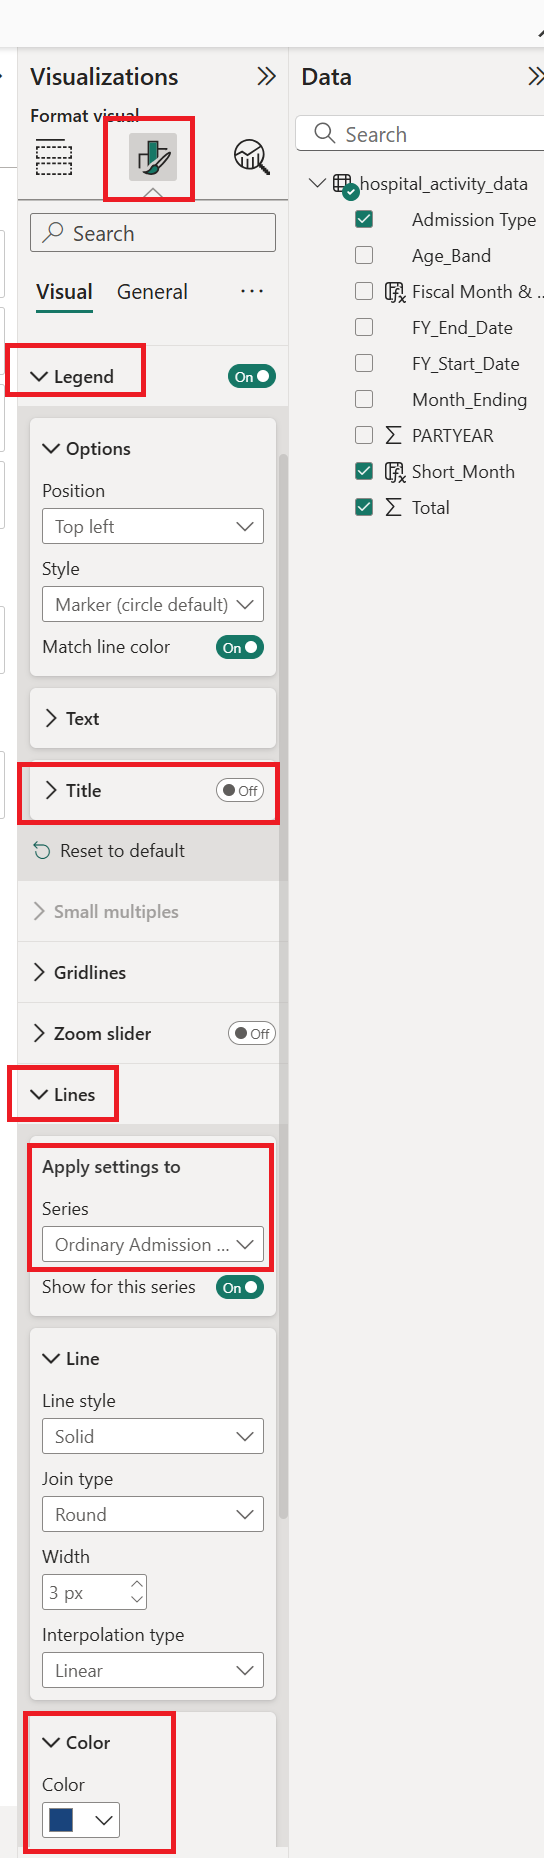 Visualizations
Format visual
Search
Visual General ...
Legend On
Options
Position
Top left
Style
Marker (circle default)
Match line color On
Text
Title Off
Reset to default
Small multiples
Gridlines
Zoom slider Off
Lines
Apply settings to
Series
Ordinary Admission ...
Show for this series On
Line
Line style
Solid
Join type
Round
Width
3 px
Interpolation type
Linear
Color
Color
Data
Search
hospital_activity_data
Admission Type
Age_Band
Fiscal Month & ...
FY_End_Date
FY_Start_Date
Month_Ending
PARTYEAR
Short_Month
Total